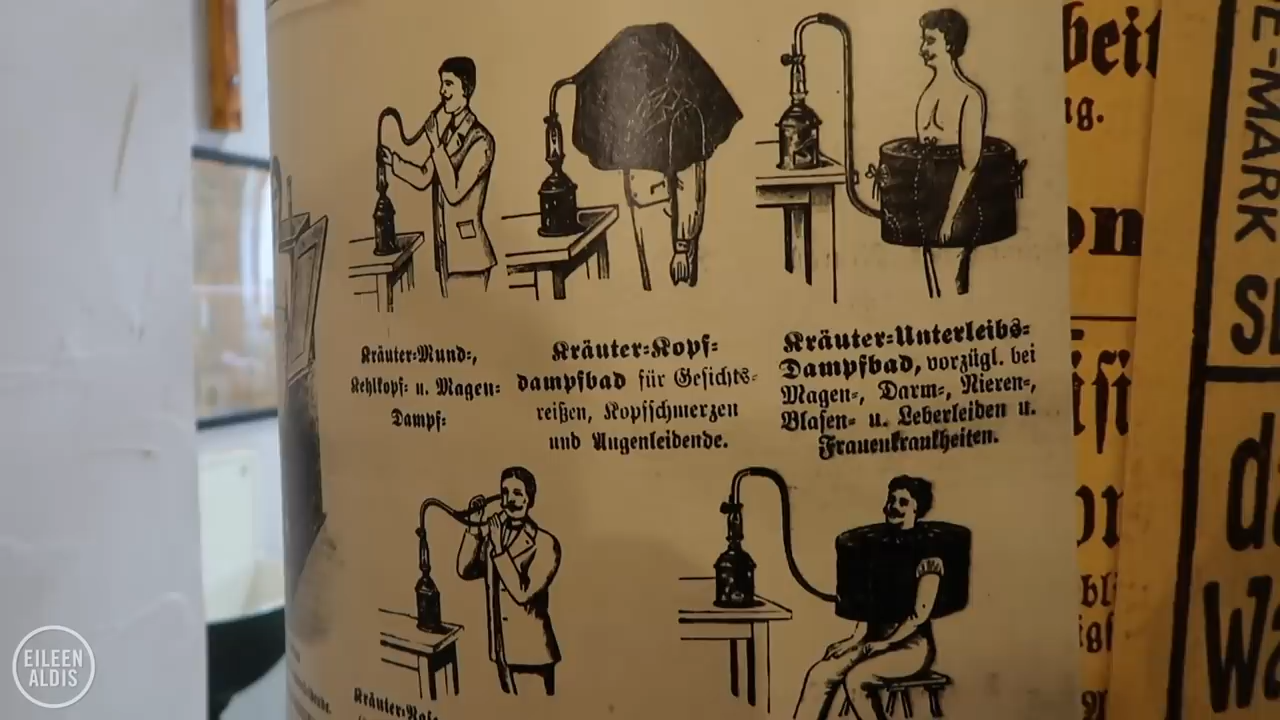 Kräuter-Mund-,
Kehlkopf- u. Magen-
Dampf-
Kräuter-Kopf-
dampfbad für Gesichts-
reißen, Kopfschmerzen
und Augenleidende.
Kräuter-Unterleibs-
Dampfbad, vorzügl. bei
Magen-, Darm-, Nieren-,
Blasen- u. Leberleiden u.
Frauenkrankheiten.
E-MARK
EILEEN
ALDIS